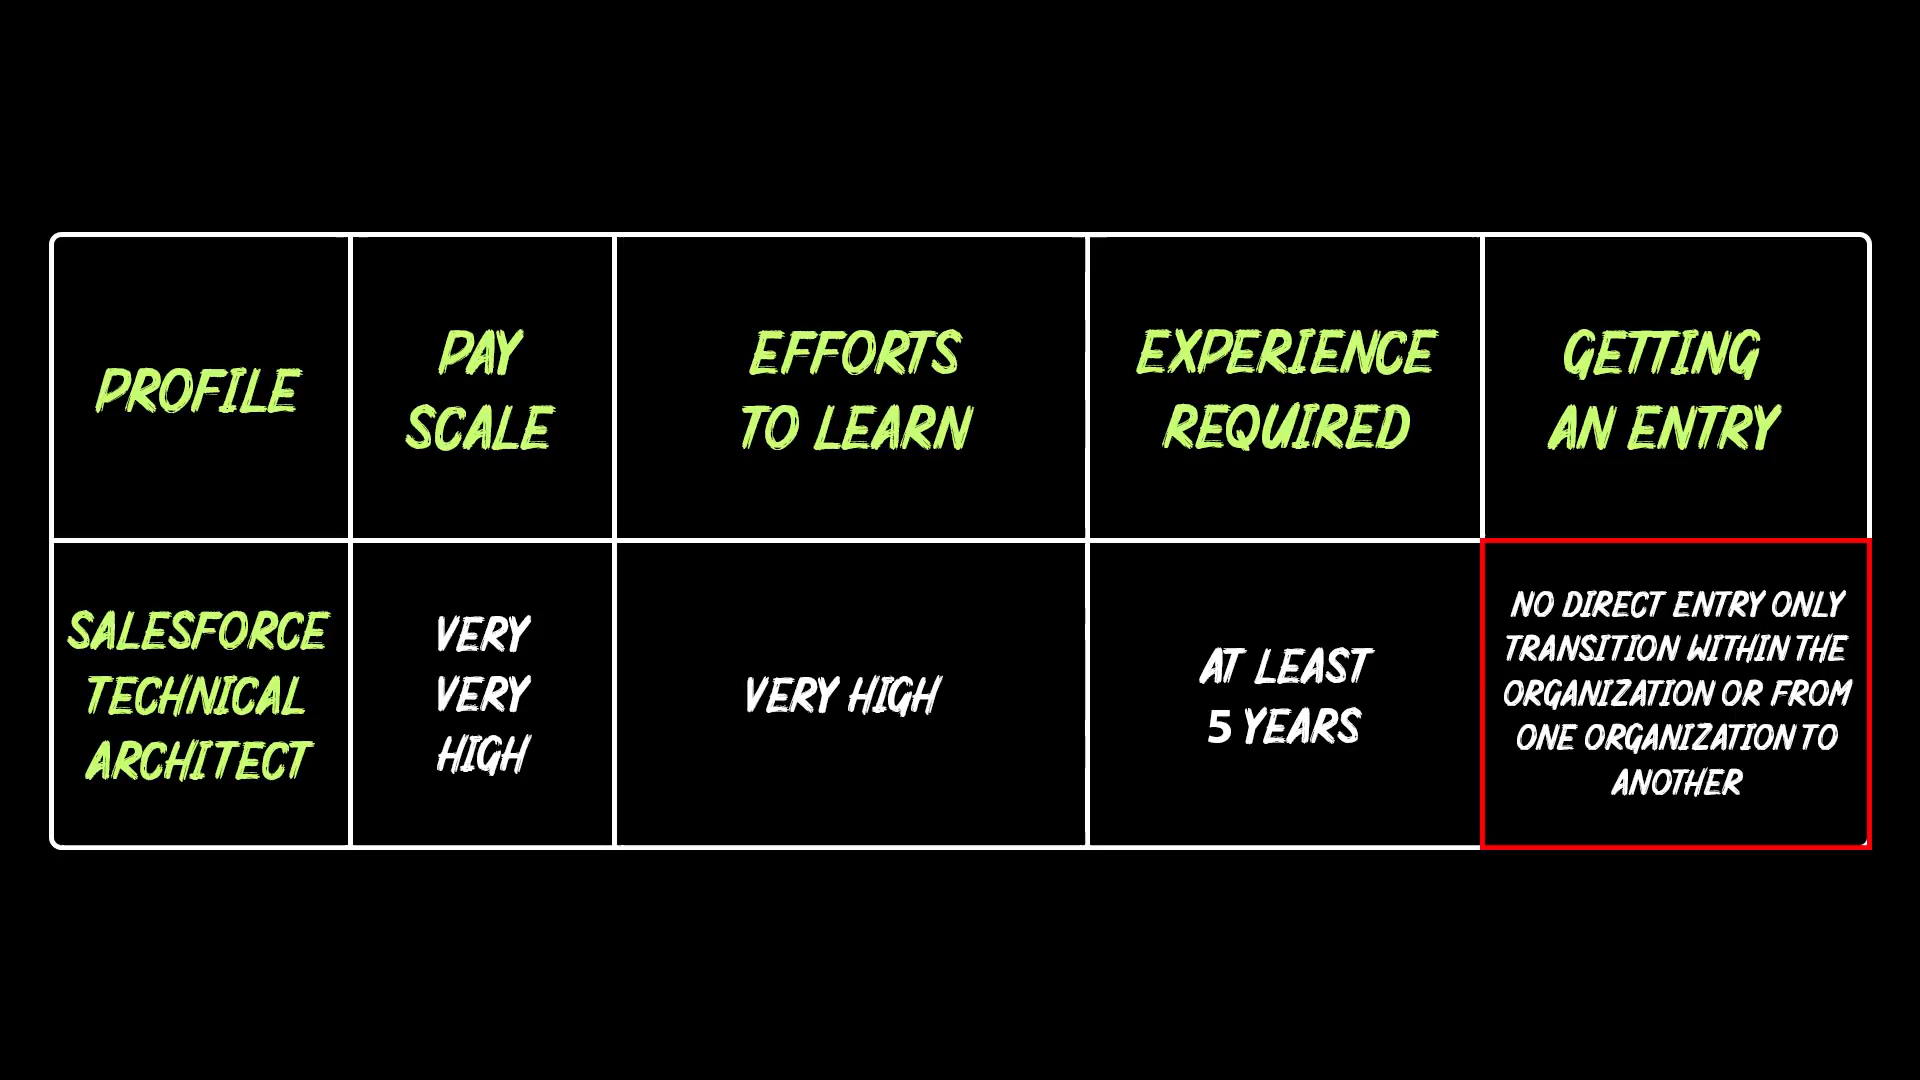 PROFILE
PAY
SCALE
EFFORTS
TO LEARN
EXPERIENCE
REQUIRED
GETTING
AN ENTRY
SALESFORCE
TECHNICAL
ARCHITECT
VERY
VERY
HIGH
VERY HIGH
AT LEAST
5 YEARS
NO DIRECT ENTRY ONLY
TRANSITION WITHIN THE
ORGANIZATION OR FROM
ONE ORGANIZATION TO
ANOTHER